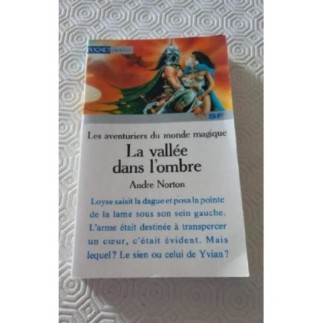 POCKET
SF
Les aventuriers du monde magique
La vallée
dans l'ombre
Andre Norton
Loyse saisit la dague et posa la pointe
de la lame sous son sein gauche.
L'arme était destinée à transpercer
un cœur, c'était évident. Mais
lequel? Le sien ou celui de Yvian?